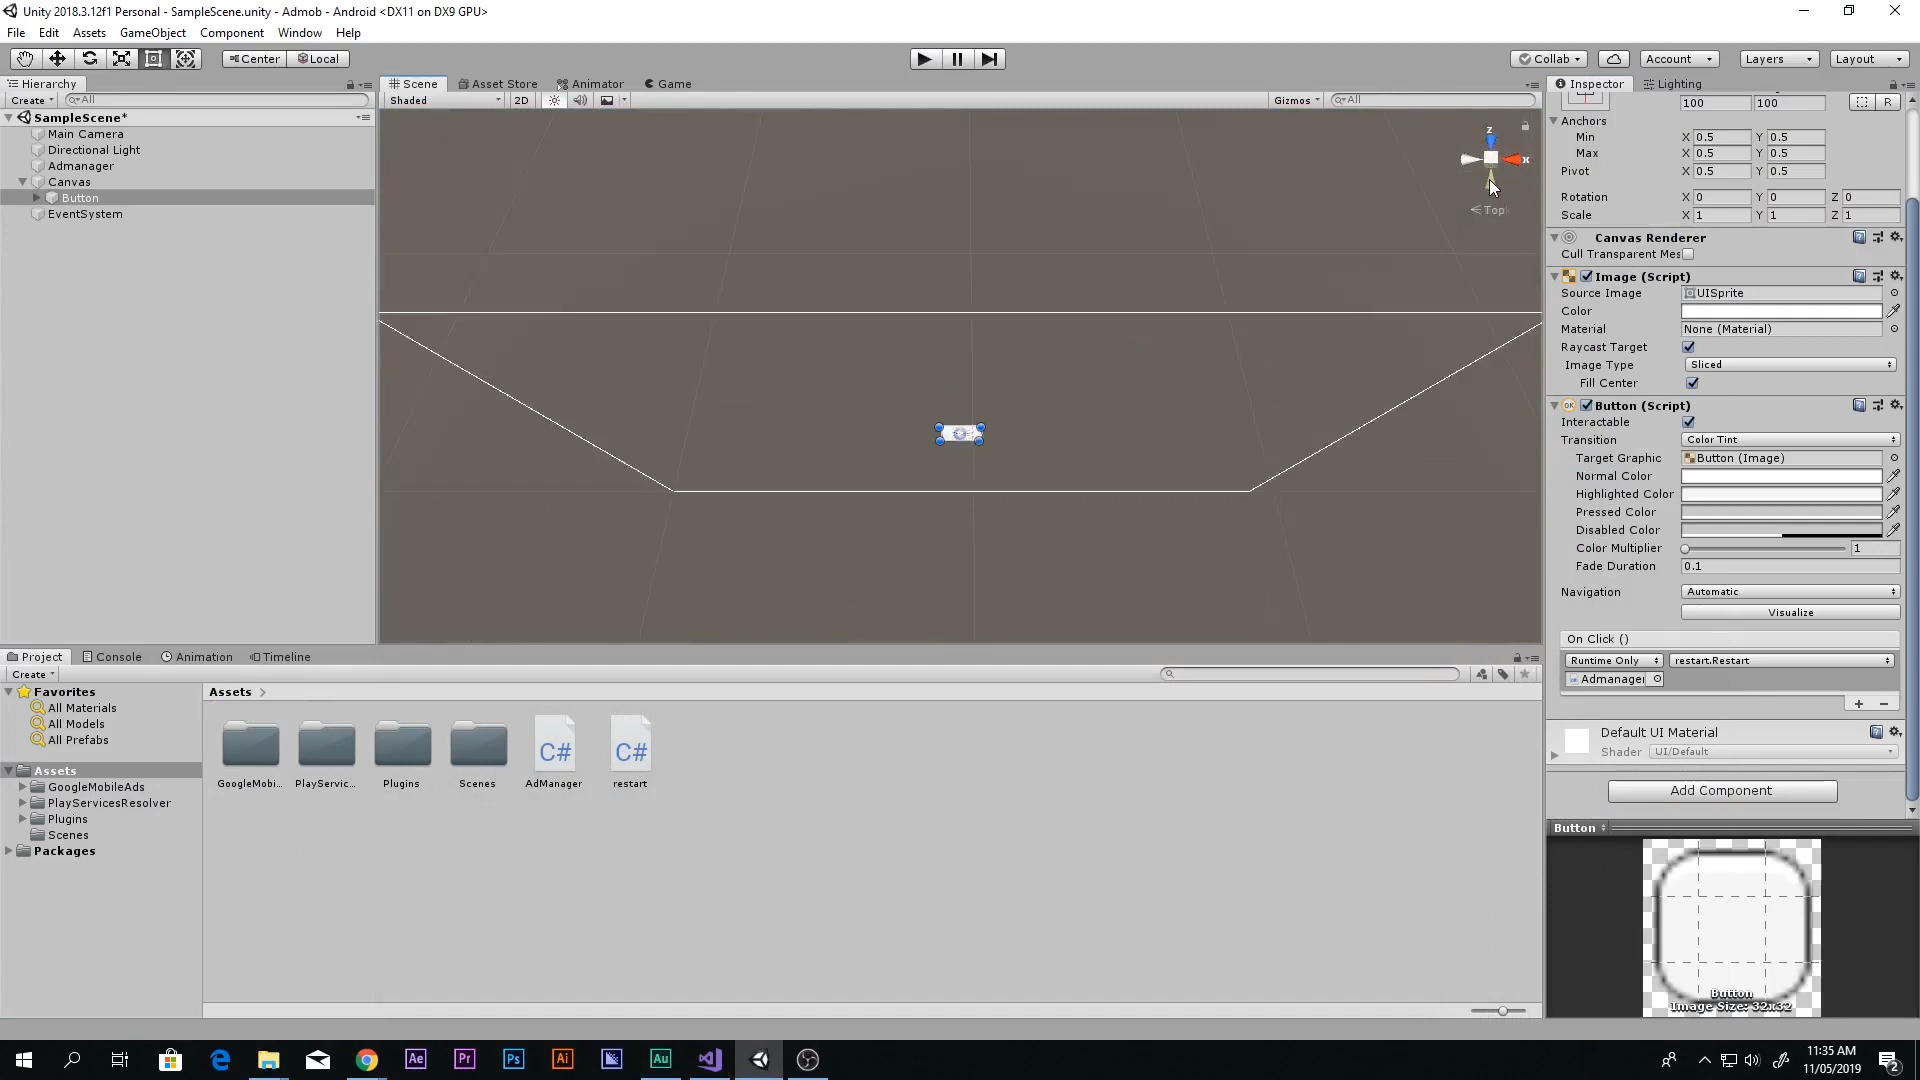 Unity 2018.3.12f1 Personal - SampleScene.unity - Admob - Android <DX11 on DX9 GPU>
File Edit Assets GameObject Component Window Help
Center Local Collab Account Layers Layout
Hierarchy Scene Asset Store Animator Game Inspector Lighting
Create All Shaded 2D Gizmos All 100 100 R
SampleScene*
Main Camera
Directional Light
Admanager
Canvas
Button
EventSystem
z
x
Top
Anchors
Min X 0.5 Y 0.5
Max X 0.5 Y 0.5
Pivot X 0.5 Y 0.5
Rotation X 0 Y 0 Z 0
Scale X 1 Y 1 Z 1
Canvas Renderer
Cull Transparent Mes
Image (Script)
Source Image UISprite
Color
Material None (Material)
Raycast Target
Image Type Sliced
Fill Center
Button (Script)
OK
Interactable
Transition Color Tint
Target Graphic Button (Image)
Normal Color
Highlighted Color
Pressed Color
Disabled Color
Color Multiplier 1
Fade Duration 0.1
Navigation Automatic
Visualize
On Click ()
Runtime Only restart.Restart
Admanager
Default UI Material
Shader UI/Default
Add Component
Button
Button
Image Size: 32x32
Project Console Animation Timeline
Create
Favorites
All Materials
All Models
All Prefabs
Assets
GoogleMobileAds
PlayServicesResolver
Plugins
Scenes
Packages
Assets
C# C#
GoogleMobi... PlayServic... Plugins Scenes AdManager restart
Ae Pr Ps Ai Au
11:35 AM
11/05/2019
2